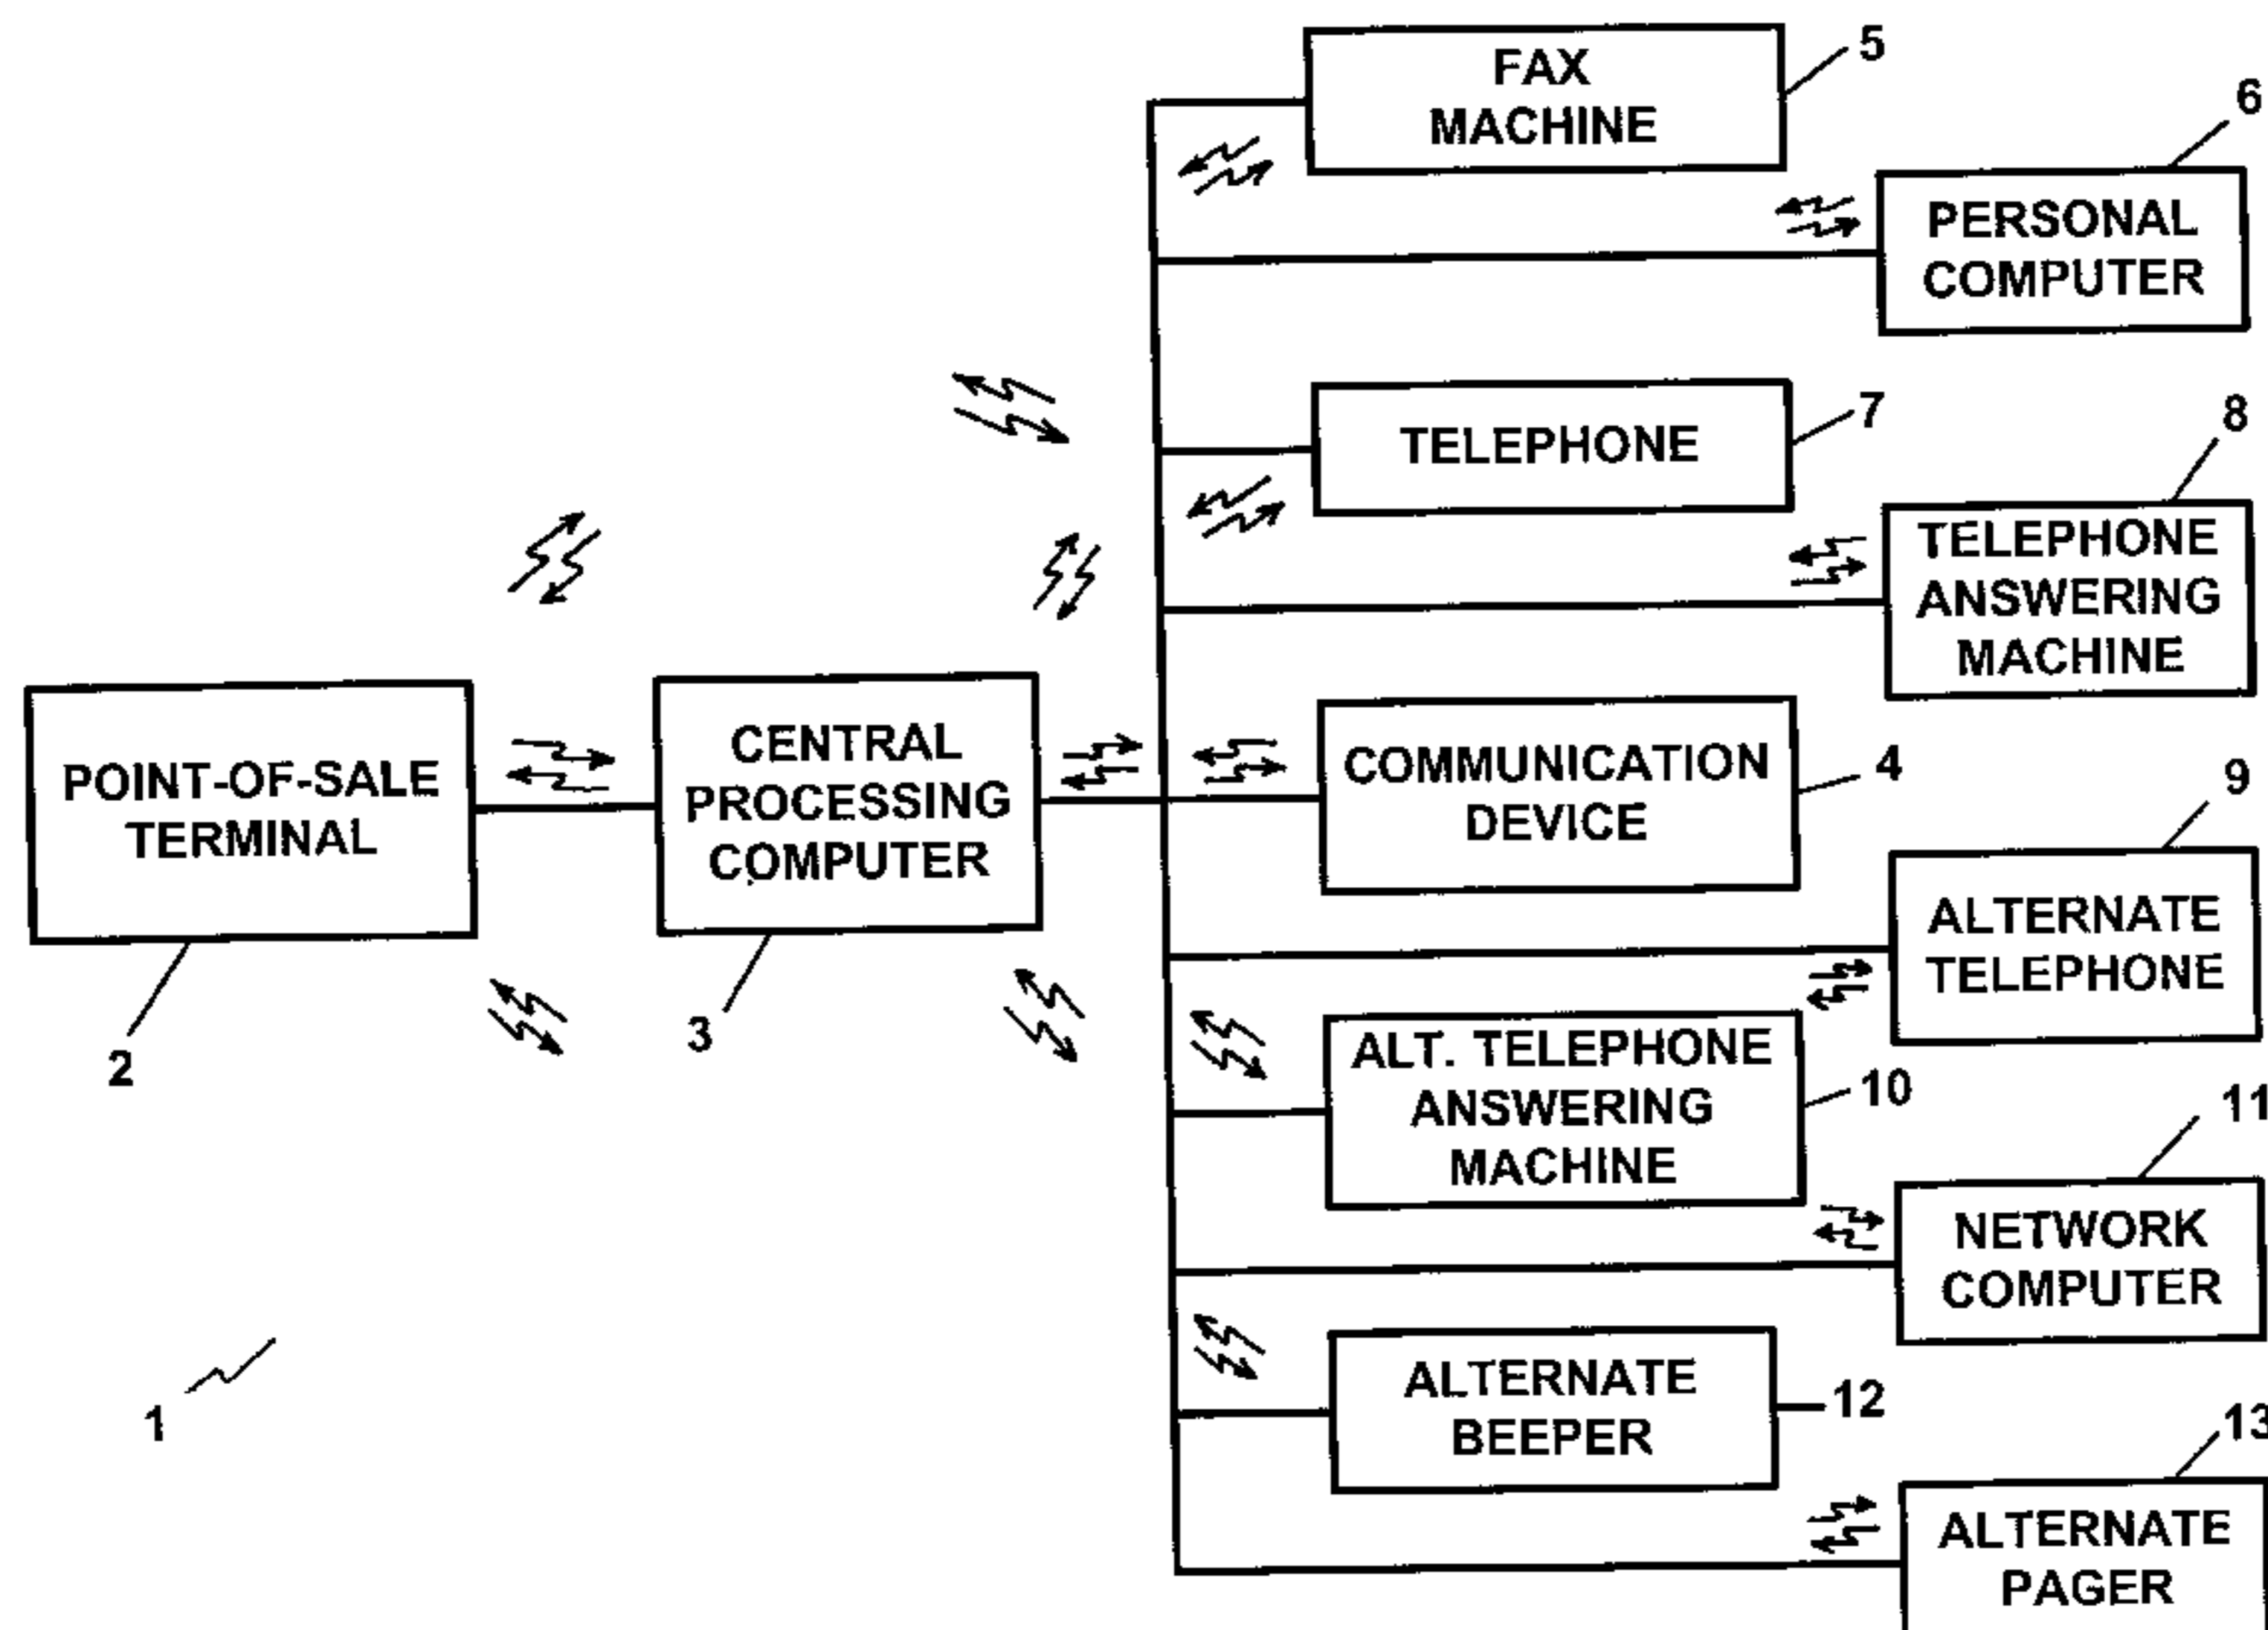 FAX
MACHINE
5
6
PERSONAL
COMPUTER
TELEPHONE
7
8
TELEPHONE
ANSWERING
MACHINE
POINT-OF-SALE
TERMINAL
2
CENTRAL
PROCESSING
COMPUTER
3
COMMUNICATION
DEVICE
4
9
ALTERNATE
TELEPHONE
ALT. TELEPHONE
ANSWERING
MACHINE
10
11
NETWORK
COMPUTER
1
ALTERNATE
BEEPER
12
13
ALTERNATE
PAGER